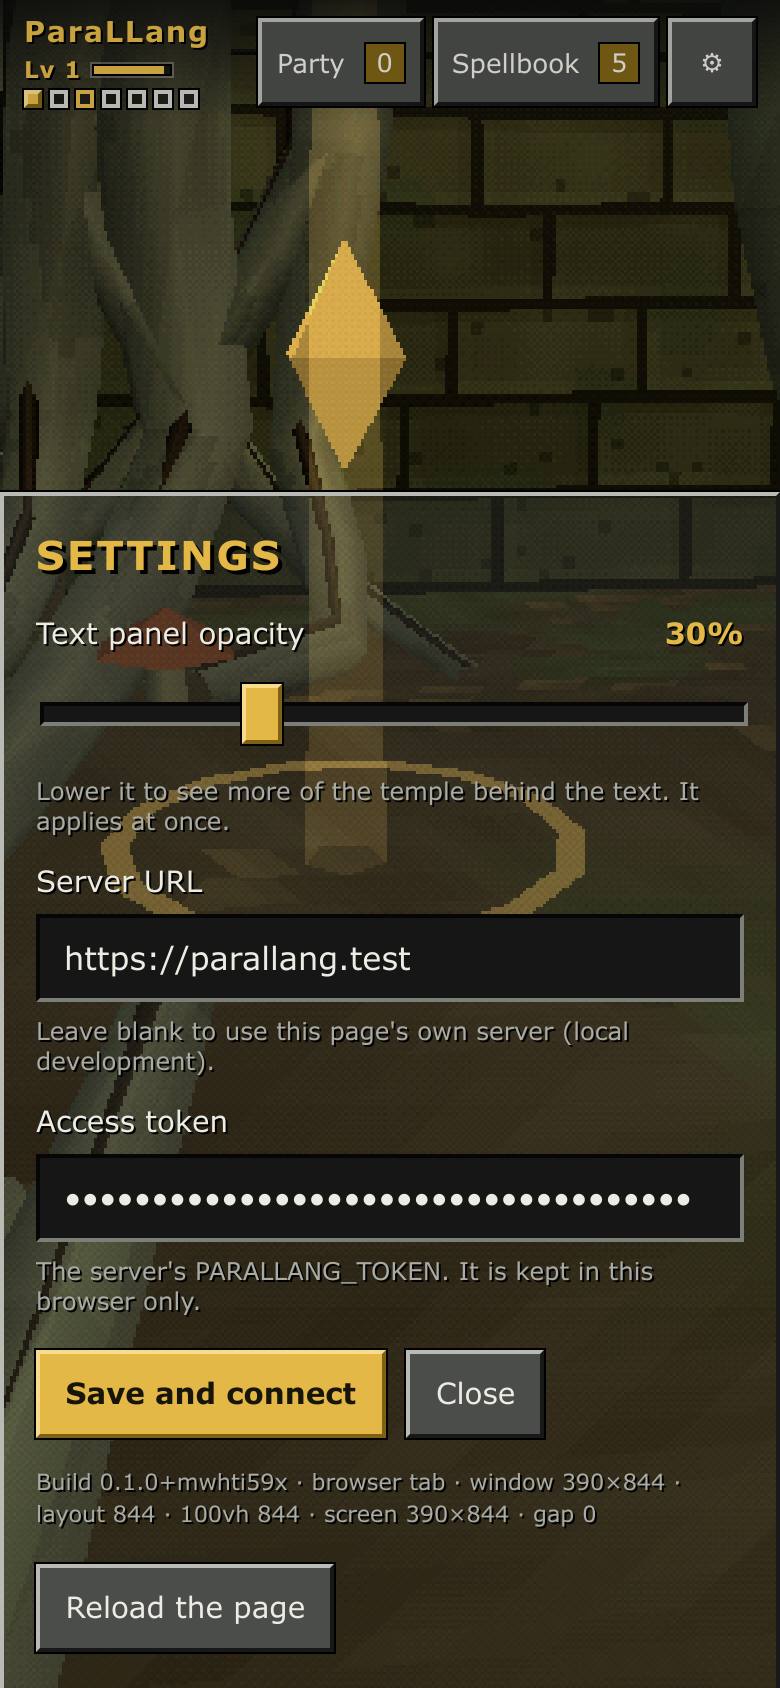 ParaLLang
Lv 1
Party 0
Spellbook 5
⚙
SETTINGS
Text panel opacity 30%
Lower it to see more of the temple behind the text. It
applies at once.
Server URL
https://parallang.test
Leave blank to use this page's own server (local
development).
Access token
••••••••••••••••••••••••••••••••••••
The server's PARALLANG_TOKEN. It is kept in this
browser only.
Save and connect Close
Build 0.1.0+mwhti59x · browser tab · window 390×844 ·
layout 844 · 100vh 844 · screen 390×844 · gap 0
Reload the page